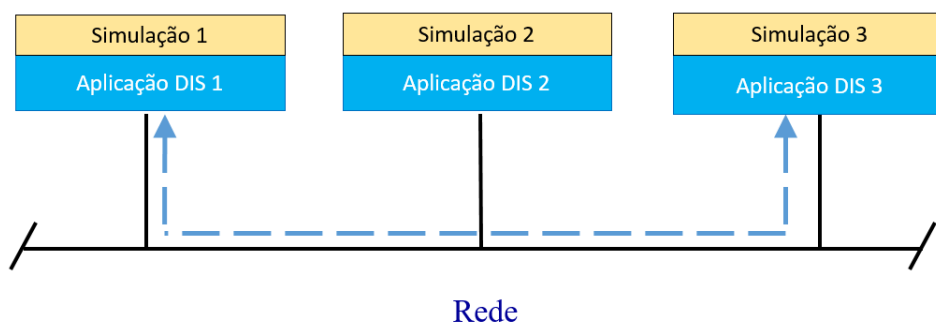 Simulação 1
Simulação 2
Simulação 3
Aplicação DIS 1
Aplicação DIS 2
Aplicação DIS 3
Rede